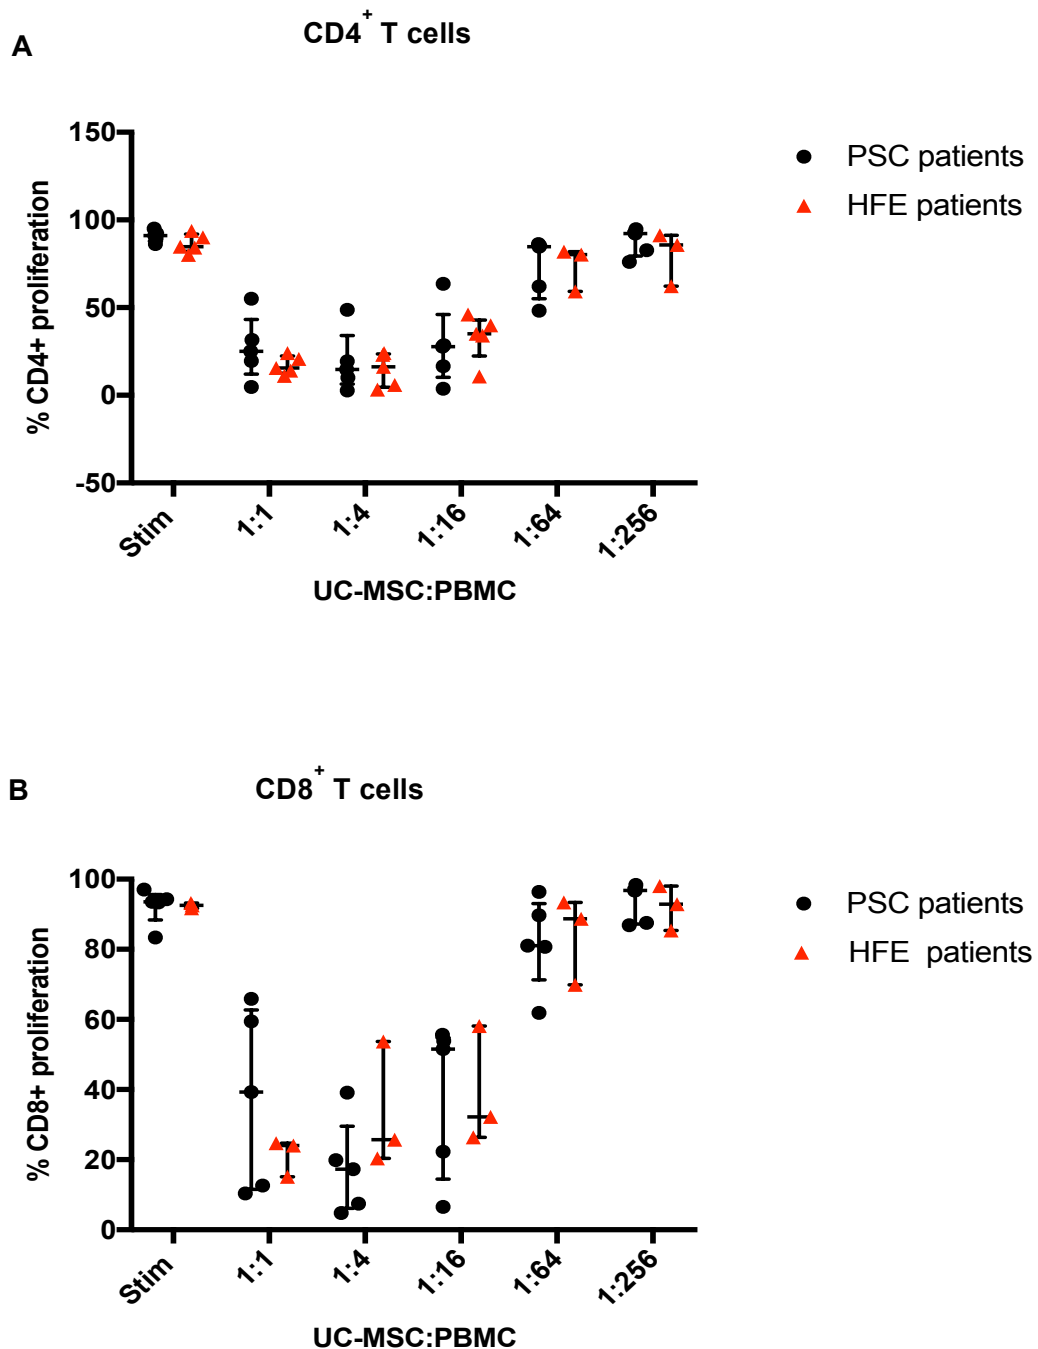 A
CD4+ T cells
150
100
50
0
-50
% CD4+ proliferation
Stim
1:1
1:4
1:16
1:64
1:256
UC-MSC:PBMC
PSC patients
HFE patients
B
CD8+ T cells
100
80
60
40
20
0
% CD8+ proliferation
Stim
1:1
1:4
1:16
1:64
1:256
UC-MSC:PBMC
PSC patients
HFE patients